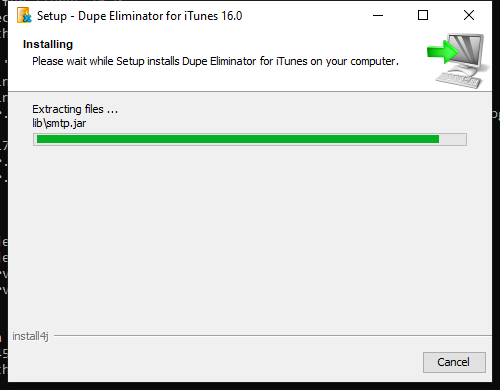 Setup - Dupe Eliminator for iTunes 16.0
Installing
Please wait while Setup installs Dupe Eliminator for iTunes on your computer.
Extracting files ...
lib\smtp.jar
install4j
Cancel